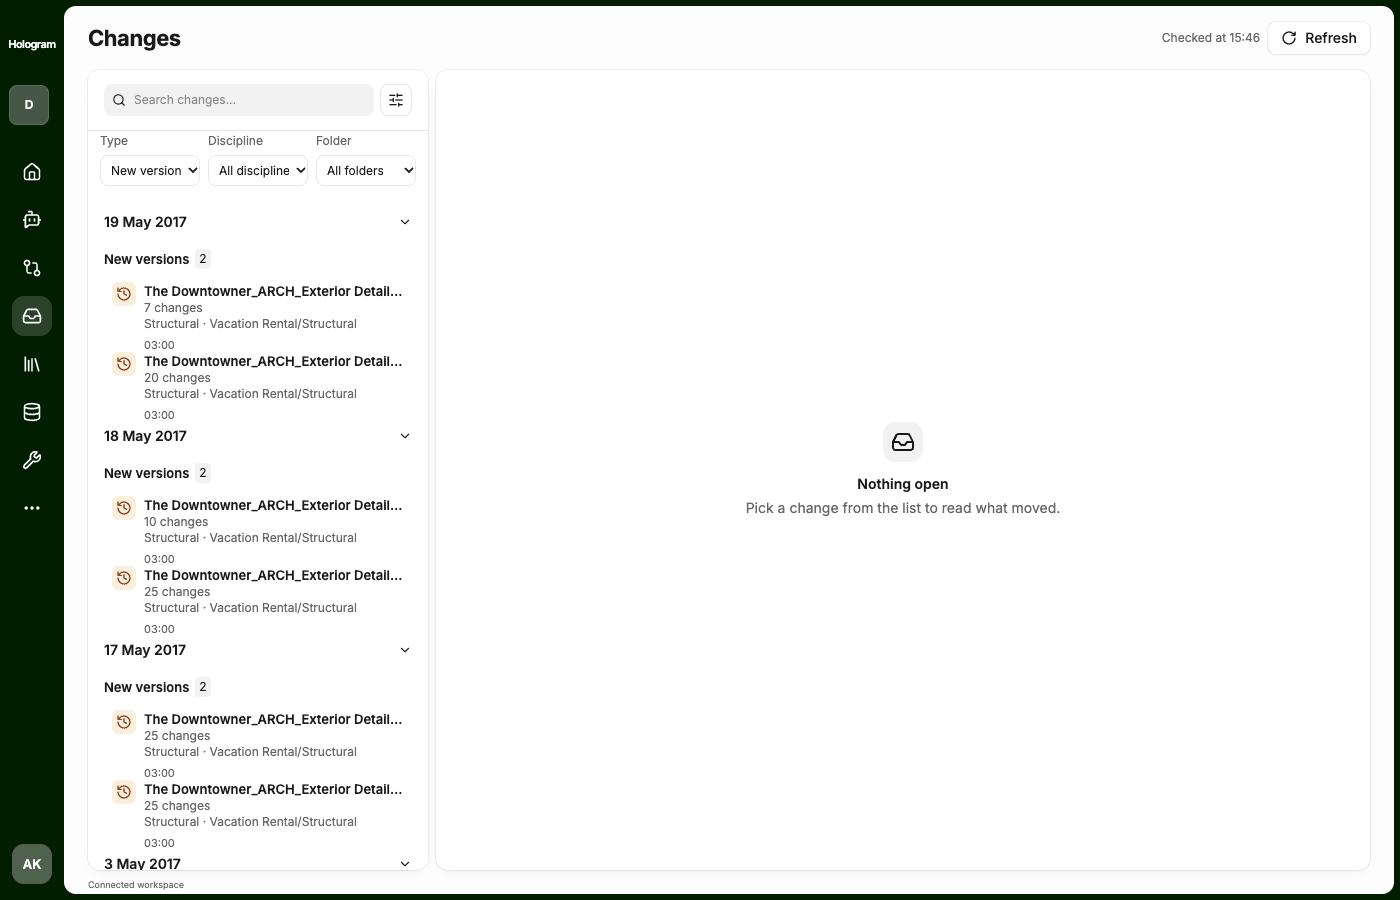 Hologram
D
AK
Changes
Checked at 15:46
Refresh
Search changes...
Type
Discipline
Folder
New version
All discipline
All folders
19 May 2017
New versions 2
The Downtowner_ARCH_Exterior Detail...
7 changes
Structural · Vacation Rental/Structural
03:00
The Downtowner_ARCH_Exterior Detail...
20 changes
Structural · Vacation Rental/Structural
03:00
18 May 2017
New versions 2
The Downtowner_ARCH_Exterior Detail...
10 changes
Structural · Vacation Rental/Structural
03:00
The Downtowner_ARCH_Exterior Detail...
25 changes
Structural · Vacation Rental/Structural
03:00
17 May 2017
New versions 2
The Downtowner_ARCH_Exterior Detail...
25 changes
Structural · Vacation Rental/Structural
03:00
The Downtowner_ARCH_Exterior Detail...
25 changes
Structural · Vacation Rental/Structural
03:00
3 May 2017
Nothing open
Pick a change from the list to read what moved.
Connected workspace